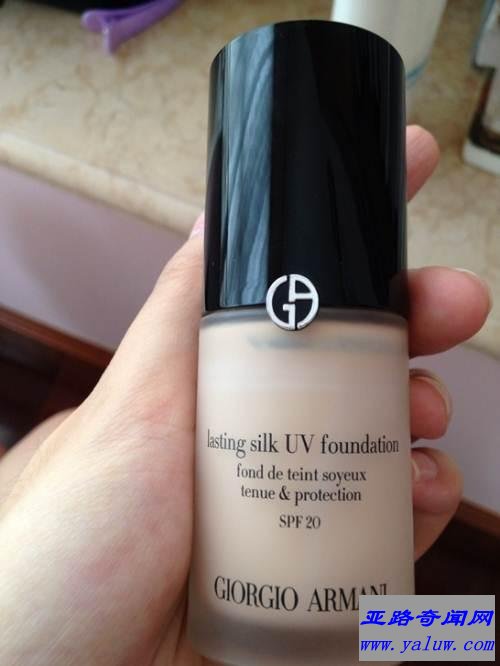 GA
lasting silk UV foundation
fond de teint soyeux
tenue & protection
SPF 20
GIORGIO ARMANI
亚路奇闻网
www.yaluw.com